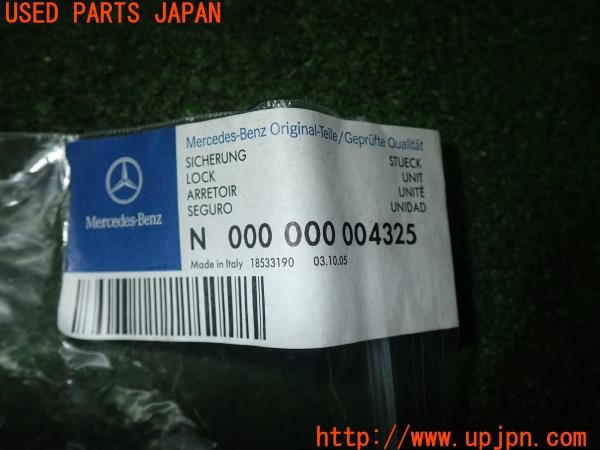 USED PARTS JAPAN
Mercedes-Benz Original-Teile/Geprüfte Qualität
SICHERUNG STUECK
LOCK UNIT
ARRETOIR UNITÉ
SEGURO UNIDAD
Mercedes-Benz
N 000 000 004325
Made in Italy 18533190 03.10.05
http://www.upjpn.com/